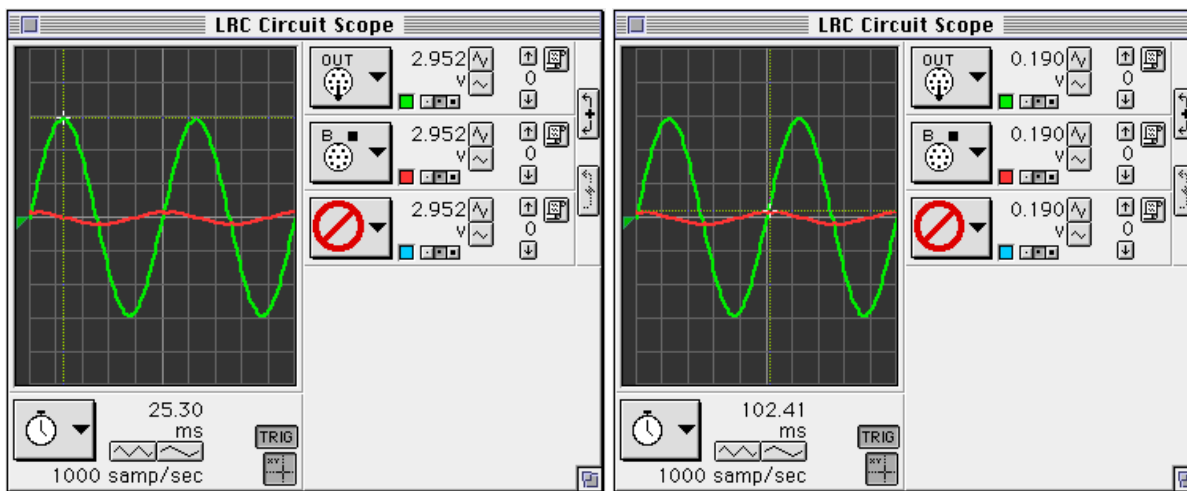 LRC Circuit Scope
OUT
2.952
V
0
B
2.952
V
0
2.952
V
0
25.30
ms
TRIG
XY
1000 samp/sec
LRC Circuit Scope
OUT
0.190
V
0
B
0.190
V
0
0.190
V
0
102.41
ms
TRIG
XY
1000 samp/sec